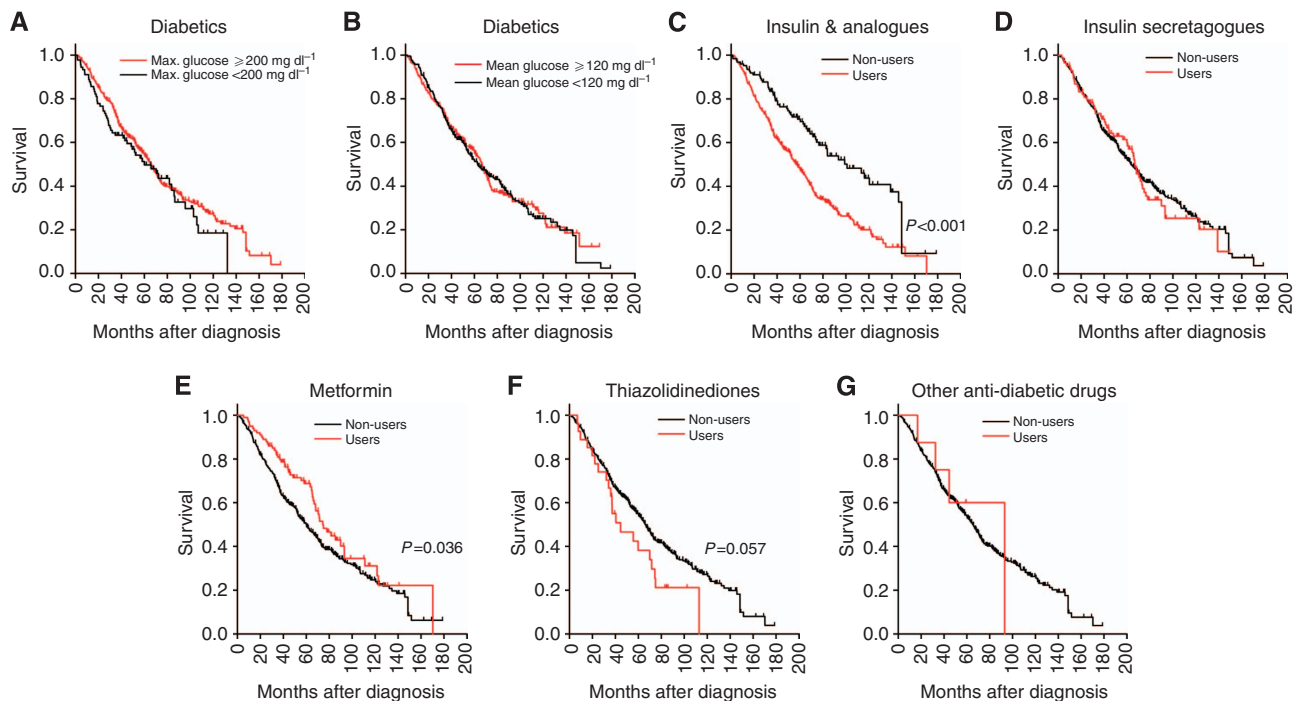 A
Diabetics
1.0
0.8
0.6
0.4
0.2
0.0
Survival
Max. glucose ⩾200 mg dl⁻¹
Max. glucose <200 mg dl⁻¹
0 20 40 60 80 100 120 140 160 180 200
Months after diagnosis
B
Diabetics
1.0
0.8
0.6
0.4
0.2
0.0
Survival
Mean glucose ⩾120 mg dl⁻¹
Mean glucose <120 mg dl⁻¹
0 20 40 60 80 100 120 140 160 180 200
Months after diagnosis
C
Insulin & analogues
1.0
0.8
0.6
0.4
0.2
0.0
Survival
Non-users
Users
P<0.001
0 20 40 60 80 100 120 140 160 180 200
Months after diagnosis
D
Insulin secretagogues
1.0
0.8
0.6
0.4
0.2
0.0
Survival
Non-users
Users
0 20 40 60 80 100 120 140 160 180 200
Months after diagnosis
E
Metformin
1.0
0.8
0.6
0.4
0.2
0.0
Survival
Non-users
Users
P=0.036
0 20 40 60 80 100 120 140 160 180 200
Months after diagnosis
F
Thiazolidinediones
1.0
0.8
0.6
0.4
0.2
0.0
Survival
Non-users
Users
P=0.057
0 20 40 60 80 100 120 140 160 180 200
Months after diagnosis
G
Other anti-diabetic drugs
1.0
0.8
0.6
0.4
0.2
0.0
Survival
Non-users
Users
0 20 40 60 80 100 120 140 160 180 200
Months after diagnosis